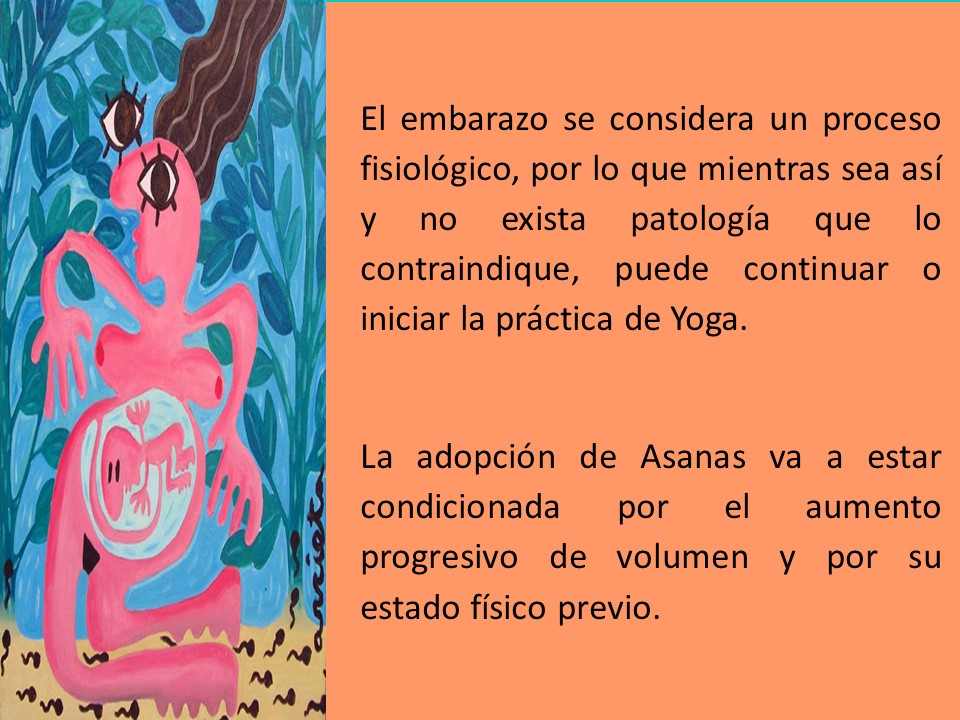 El embarazo se considera un proceso
fisiológico, por lo que mientras sea así
y no exista patología que lo
contraindique, puede continuar o
iniciar la práctica de Yoga.
La adopción de Asanas va a estar
condicionada por el aumento
progresivo de volumen y por su
estado físico previo.